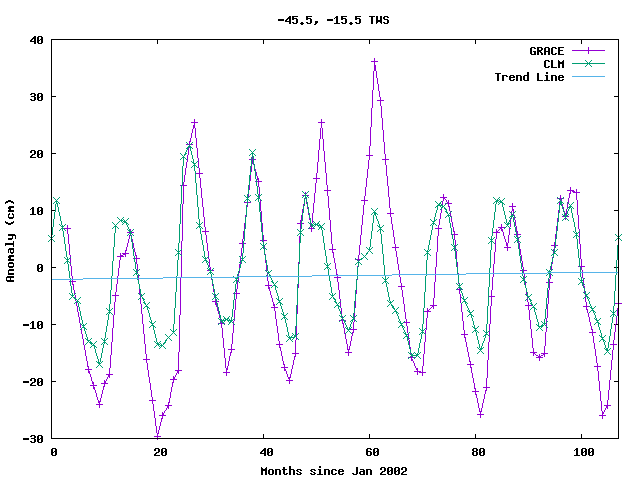 -45.5, -15.5 TWS
GRACE
CLM
Trend Line
40
30
20
10
0
-10
-20
-30
Anomaly (cm)
0 20 40 60 80 100
Months since Jan 2002